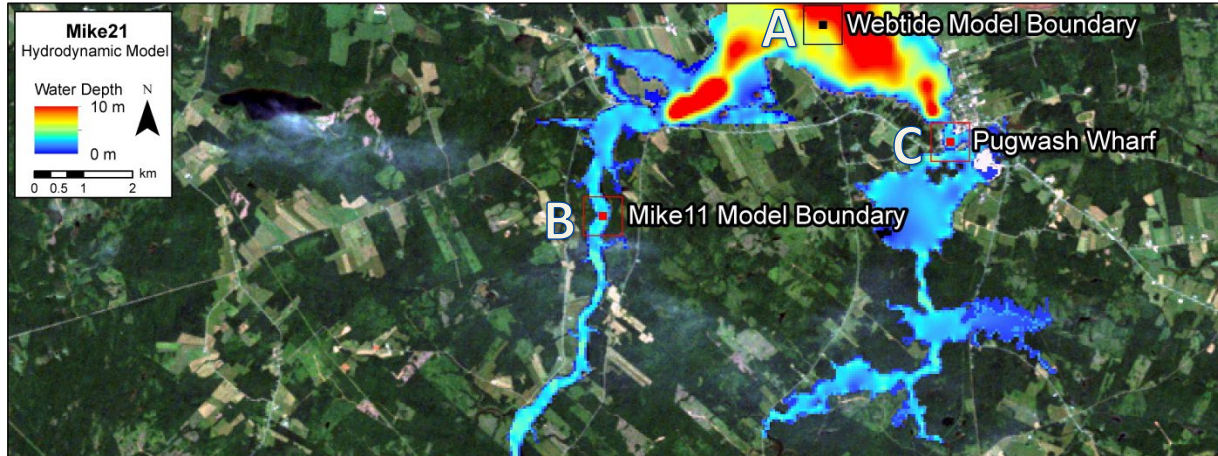 Mike21
Hydrodynamic Model
Water Depth
10 m
0 m
N
0 0.5 1 2
km
A
Webtide Model Boundary
C
Pugwash Wharf
B
Mike11 Model Boundary